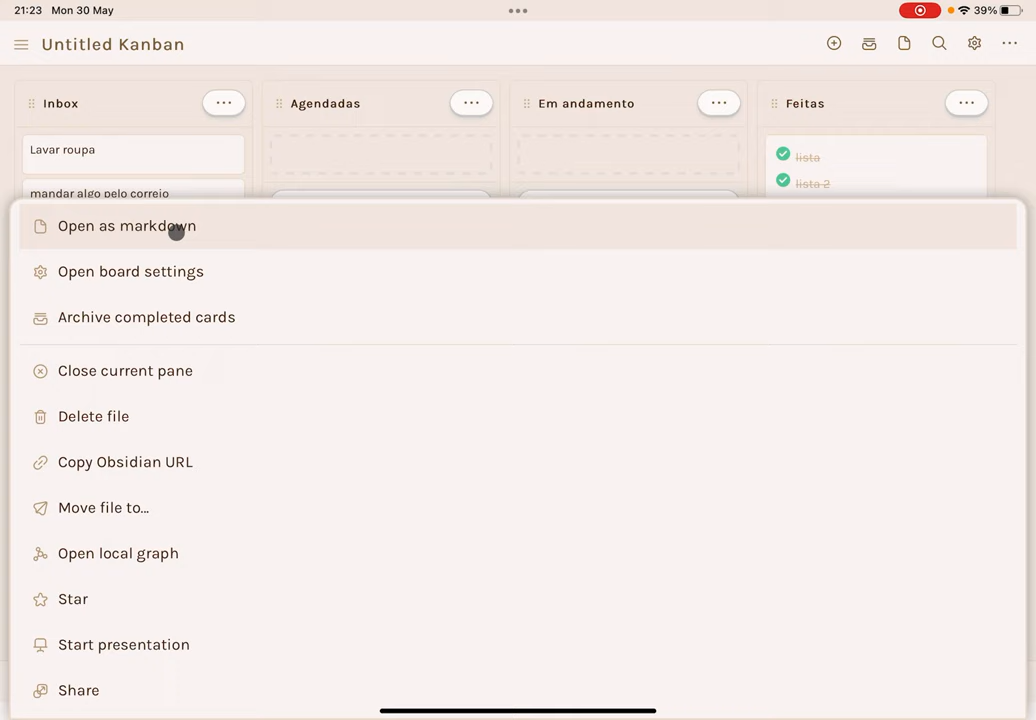 21:23 Mon 30 May
39%
Untitled Kanban
Inbox
Agendadas
Em andamento
Feitas
Lavar roupa
mandar algo pelo correio
lista
lista 2
Open as markdown
Open board settings
Archive completed cards
Close current pane
Delete file
Copy Obsidian URL
Move file to...
Open local graph
Star
Start presentation
Share